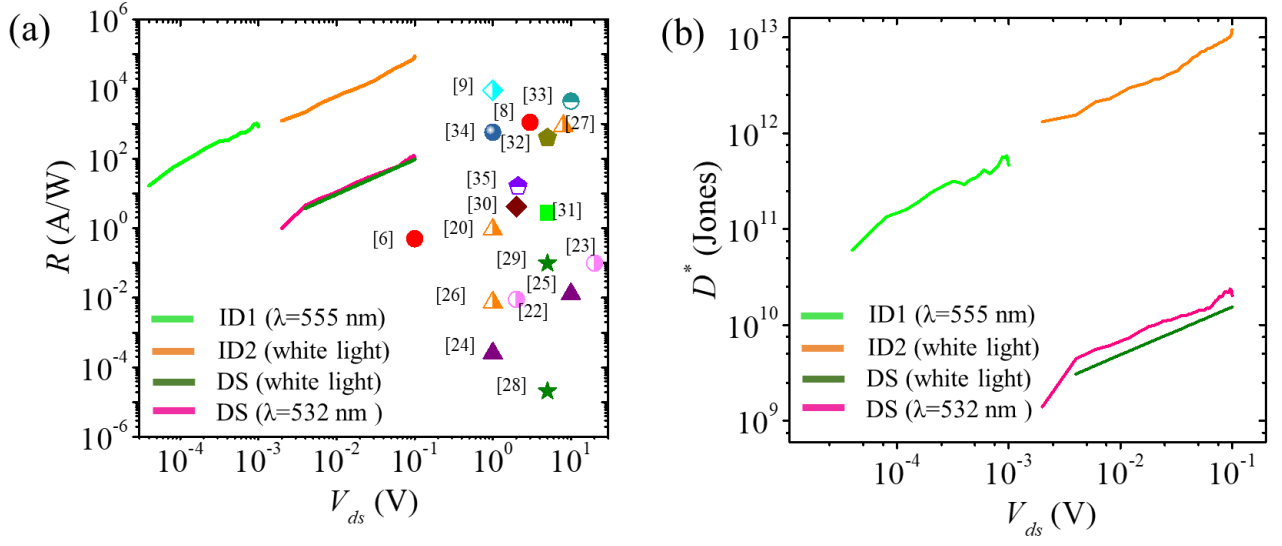 (a)
R (A/W)
10^6
10^4
10^2
10^0
10^-2
10^-4
10^-6
[9]
[33]
[8]
[27]
[34]
[32]
[35]
[30]
[31]
[20]
[6]
[23]
[29]
[25]
[26]
[22]
[24]
[28]
ID1 (λ=555 nm)
ID2 (white light)
DS (white light)
DS (λ=532 nm )
10^-4 10^-3 10^-2 10^-1 10^0 10^1
V_ds (V)
(b)
D^* (Jones)
10^13
10^12
10^11
10^10
10^9
ID1 (λ=555 nm)
ID2 (white light)
DS (white light)
DS (λ=532 nm )
10^-4 10^-3 10^-2 10^-1
V_ds (V)